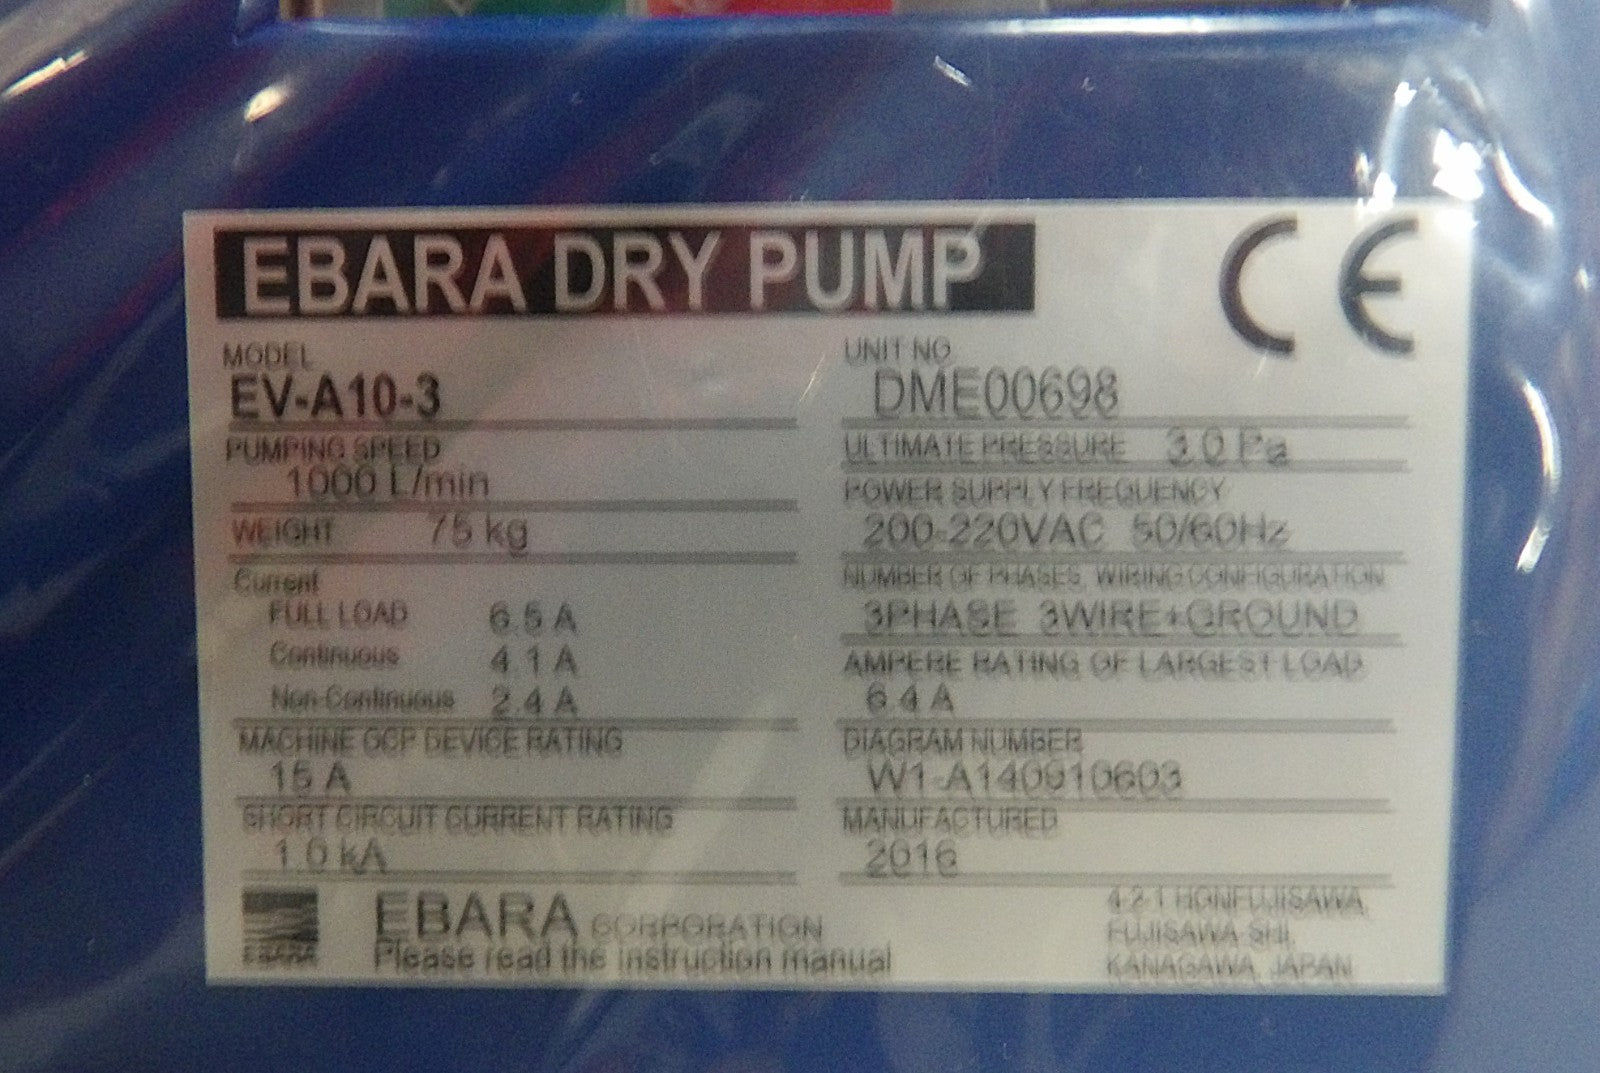 EBARA DRY PUMP
CE
MODEL
EV-A10-3
PUMPING SPEED
1000 L/min
WEIGHT 75 kg
Current
FULL LOAD 6.5 A
Continuous 4.1 A
Non-Continuous 2.4 A
MACHINE OCP DEVICE RATING
15 A
SHORT CIRCUIT CURRENT RATING
1.0 kA
UNIT NO
DME00698
ULTIMATE PRESSURE 3.0 Pa
POWER SUPPLY FREQUENCY
200-220VAC 50/60Hz
NUMBER OF PHASES, WIRING CONFIGURATION
3PHASE 3WIRE+GROUND
AMPERE RATING OF LARGEST LOAD
6.4 A
DIAGRAM NUMBER
W1-A140910603
MANUFACTURED
2016
EBARA
EBARA CORPORATION
Please read the instruction manual
4-2-1 HONFUJISAWA,
FUJISAWA-SHI,
KANAGAWA, JAPAN